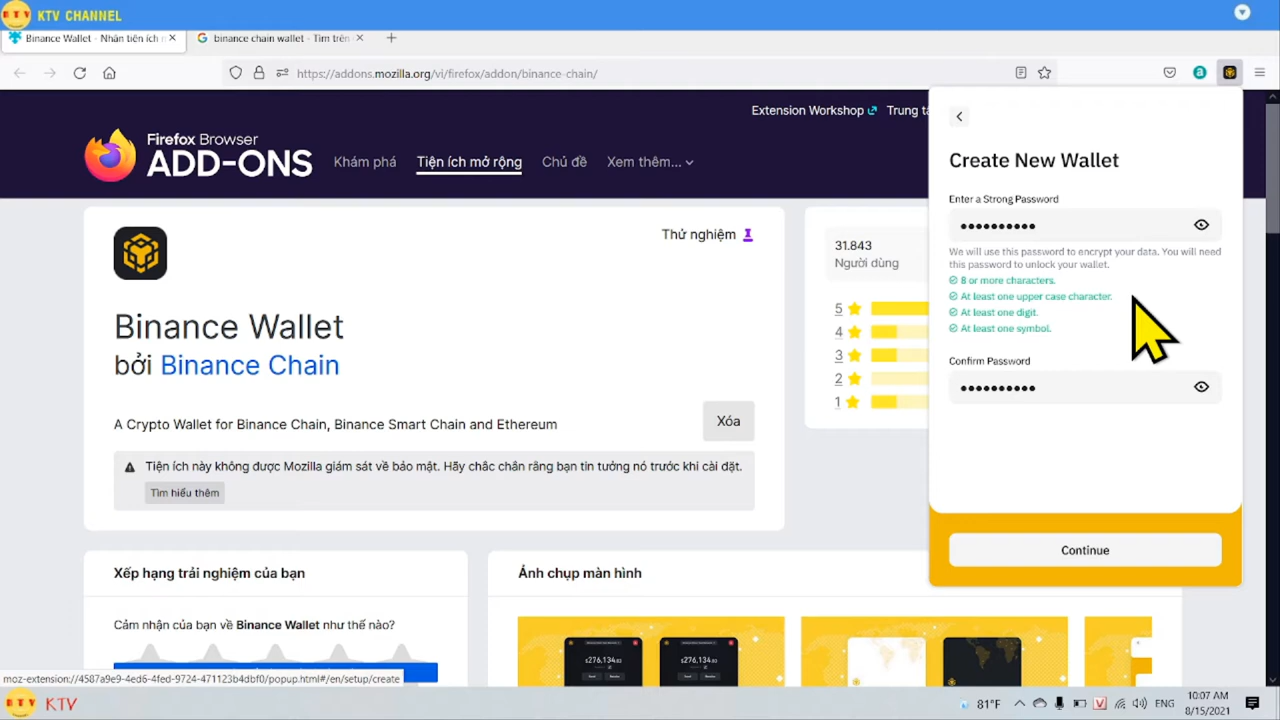 KTV CHANNEL
Binance Wallet - Nhận tiện ích m
binance chain wallet - Tìm trên
https://addons.mozilla.org/vi/firefox/addon/binance-chain/
Extension Workshop
Trung tâ
Firefox Browser
ADD-ONS
Khám phá
Tiện ích mở rộng
Chủ đề
Xem thêm...
Thử nghiệm
Binance Wallet
bởi Binance Chain
A Crypto Wallet for Binance Chain, Binance Smart Chain and Ethereum
Xóa
Tiện ích này không được Mozilla giám sát về bảo mật. Hãy chắc chắn rằng bạn tin tưởng nó trước khi cài đặt.
Tìm hiểu thêm
31.843
Người dùng
5
4
3
2
1
Create New Wallet
Enter a Strong Password
We will use this password to encrypt your data. You will need
this password to unlock your wallet.
8 or more characters.
At least one upper case character.
At least one digit.
At least one symbol.
Confirm Password
Continue
Xếp hạng trải nghiệm của bạn
Cảm nhận của bạn về Binance Wallet như thế nào?
Ảnh chụp màn hình
$276,134.
$276,134.
moz-extension://4587a9e9-4ed6-4fed-9724-471123b4dbf0/popup.html#/en/setup/create
KTV
81°F
V
ENG
10:07 AM
8/15/2021